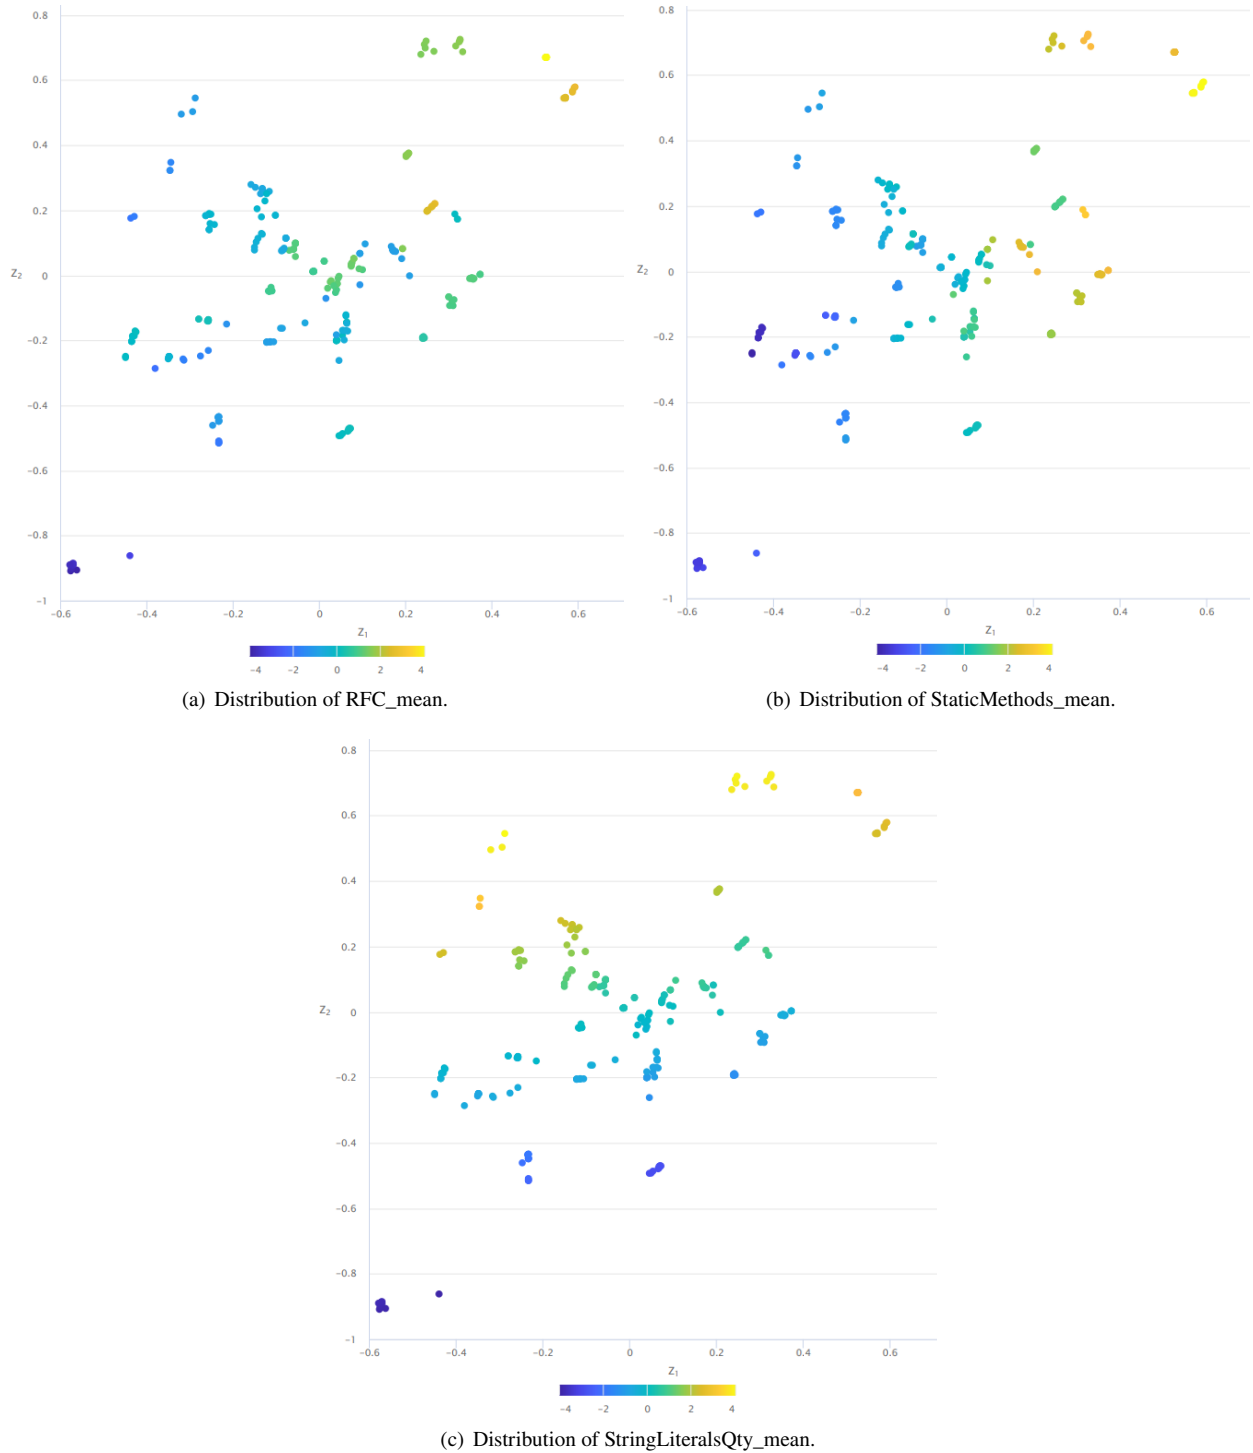 0.8
0.6
0.4
0.2
0
−0.2
−0.4
−0.6
−0.8
−1
Z2
−0.6 −0.4 −0.2 0 0.2 0.4 0.6
Z1
−4 −2 0 2 4
(a) Distribution of RFC_mean.
0.8
0.6
0.4
0.2
0
−0.2
−0.4
−0.6
−0.8
−1
Z2
−0.6 −0.4 −0.2 0 0.2 0.4 0.6
Z1
−4 −2 0 2 4
(b) Distribution of StaticMethods_mean.
0.8
0.6
0.4
0.2
0
−0.2
−0.4
−0.6
−0.8
−1
Z2
−0.6 −0.4 −0.2 0 0.2 0.4 0.6
Z1
−4 −2 0 2 4
(c) Distribution of StringLiteralsQty_mean.